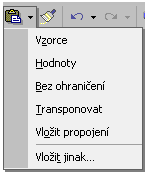 Vzorce
Hodnoty
Bez ohraničení
Transponovat
Vložit propojení
Vložit jinak...